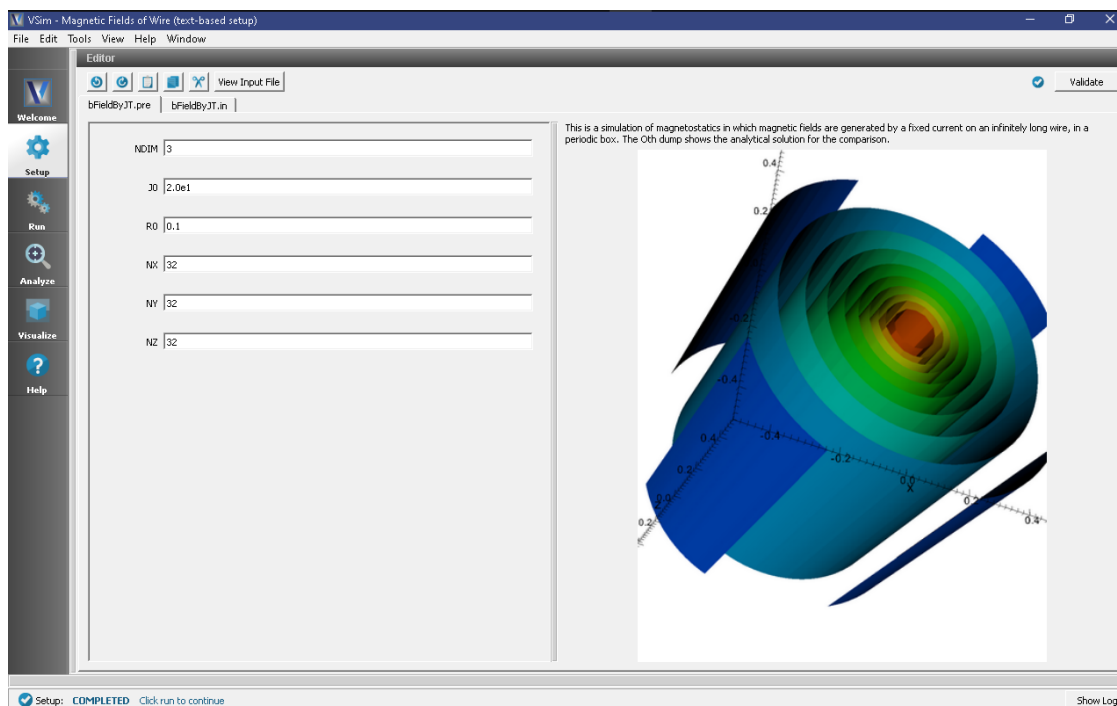 VSim - Magnetic Fields of Wire (text-based setup)
File Edit Tools View Help Window
Editor
View Input File
Validate
bFieldByJT.pre
bFieldByJT.in
Welcome
Setup
Run
Analyze
Visualize
Help
NDIM 3
J0 2.0e1
R0 0.1
NX 32
NY 32
NZ 32
This is a simulation of magnetostatics in which magnetic fields are generated by a fixed current on an infinitely long wire, in a
periodic box. The 0th dump shows the analytical solution for the comparison.
0.4
0.2
-0.2
-0.4
0.4
0.2
0.0
0.2
-0.4
-0.2
0.0
X
0.2
0.4
Setup: COMPLETED Click run to continue
Show Log